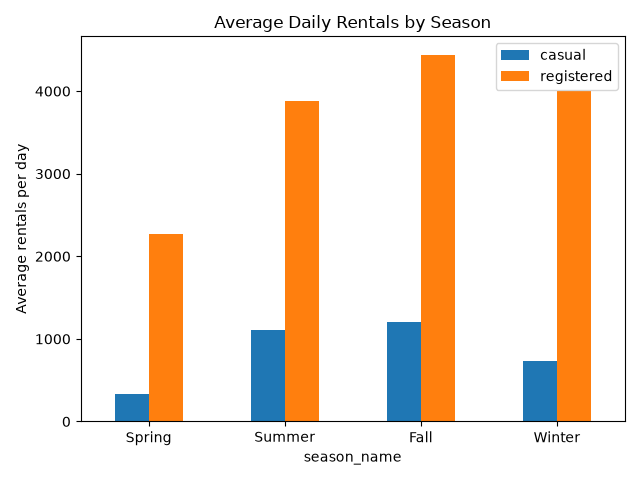 Average Daily Rentals by Season
casual
registered
Average rentals per day
4000
3000
2000
1000
0
Spring Summer Fall Winter
season_name